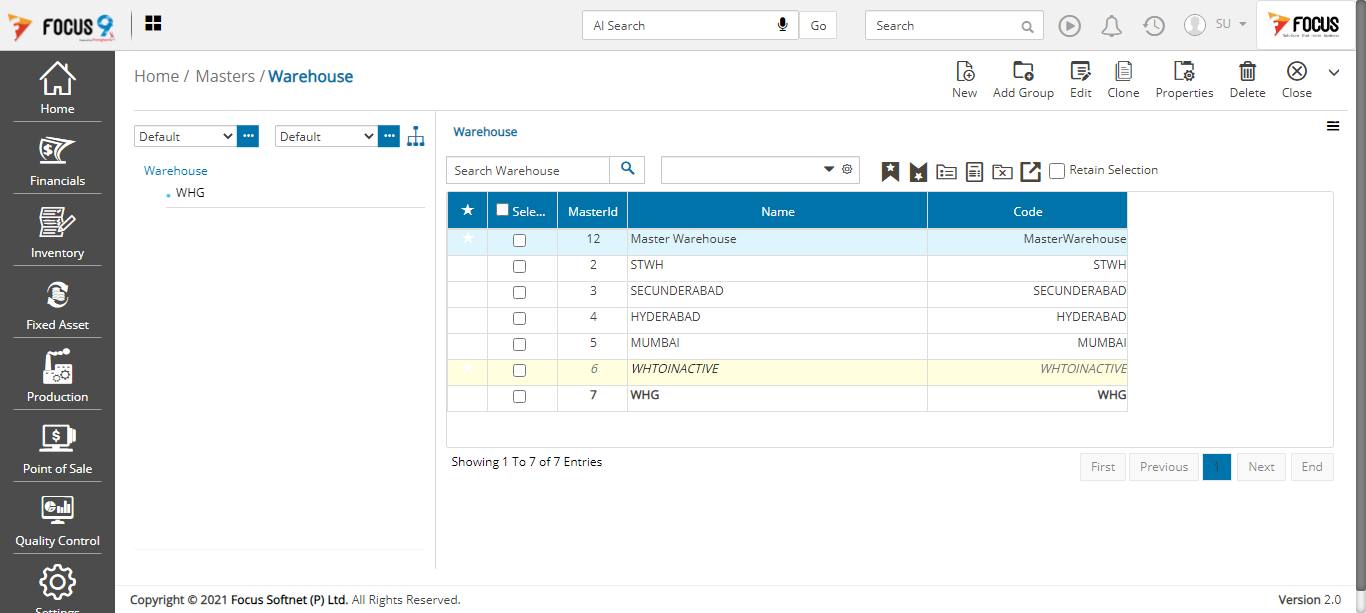 FOCUS 9
AI Search
Go
Search
SU
FOCUS
Home
Financials
Inventory
Fixed Asset
Production
Point of Sale
Quality Control
Settings
Home / Masters / Warehouse
New
Add Group
Edit
Clone
Properties
Delete
Close
Default
Default
Warehouse
WHG
Warehouse
Search Warehouse
Retain Selection
Sele... MasterId Name Code
12 Master Warehouse MasterWarehouse
2 STWH STWH
3 SECUNDERABAD SECUNDERABAD
4 HYDERABAD HYDERABAD
5 MUMBAI MUMBAI
6 WHTOINACTIVE WHTOINACTIVE
7 WHG WHG
Showing 1 To 7 of 7 Entries
First Previous 1 Next End
Copyright © 2021 Focus Softnet (P) Ltd. All Rights Reserved.
Version 2.0